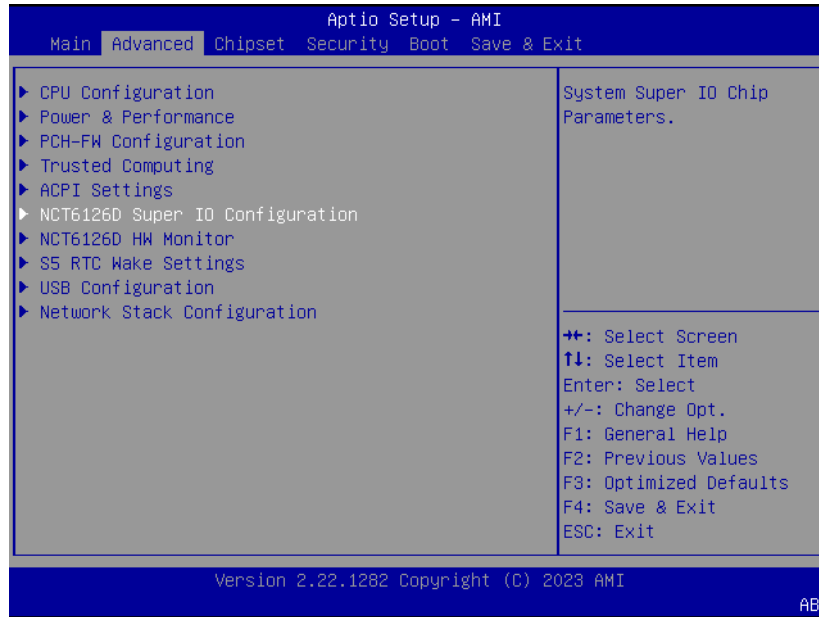 Aptio Setup – AMI
Main Advanced Chipset Security Boot Save & Exit
CPU Configuration
Power & Performance
PCH-FW Configuration
Trusted Computing
ACPI Settings
NCT6126D Super IO Configuration
NCT6126D HW Monitor
S5 RTC Wake Settings
USB Configuration
Network Stack Configuration
System Super IO Chip
Parameters.
→←: Select Screen
↑↓: Select Item
Enter: Select
+/-: Change Opt.
F1: General Help
F2: Previous Values
F3: Optimized Defaults
F4: Save & Exit
ESC: Exit
Version 2.22.1282 Copyright (C) 2023 AMI
AB